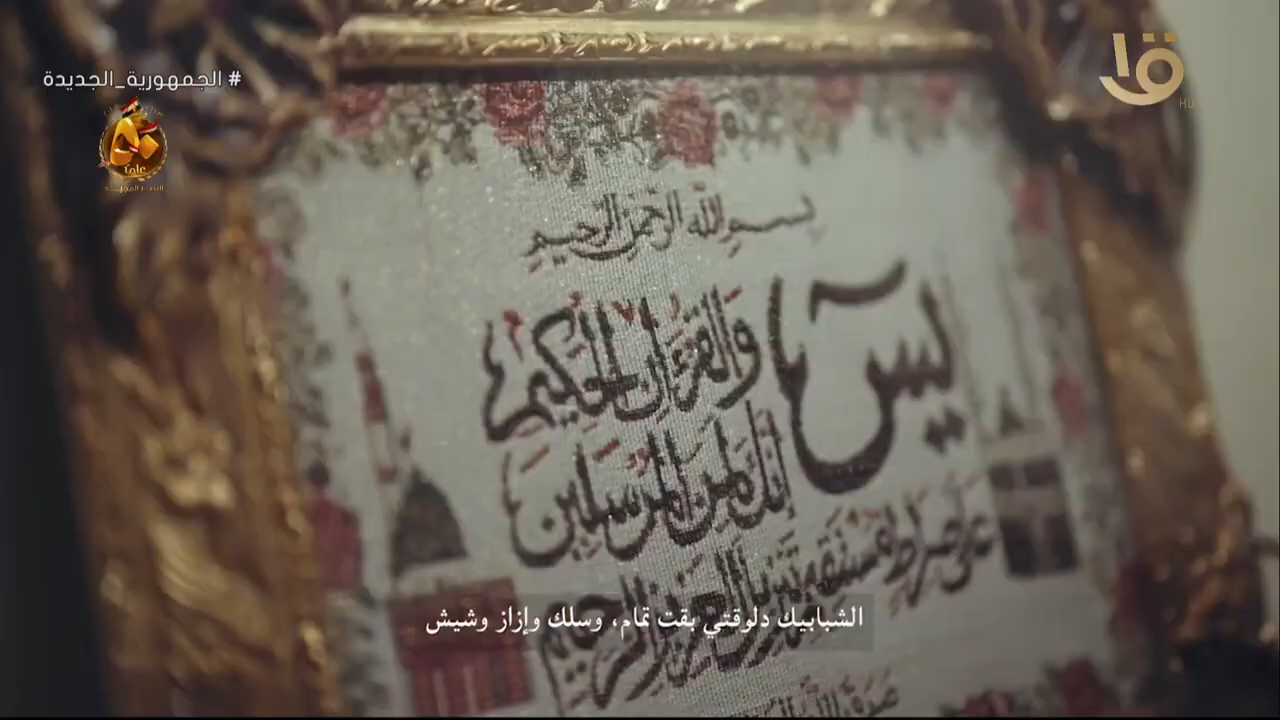 # الجمهورية_الجديدة
بسم الله الرحمن الرحيم
يس والقرءان الحكيم
إنك لمن المرسلين
على صراط مستقيم تنزيل
العزيز الرحيم
الشبابيك دلوقتي بقت تمام، وسلك وإزاز وشيش